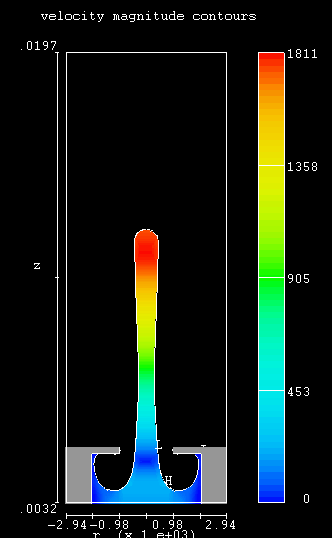 velocity magnitude contours
.0197
1811
1358
z
905
453
L
H
0
.0032
-2.94 -0.98 0.98 2.94
r (x 1.e+03)